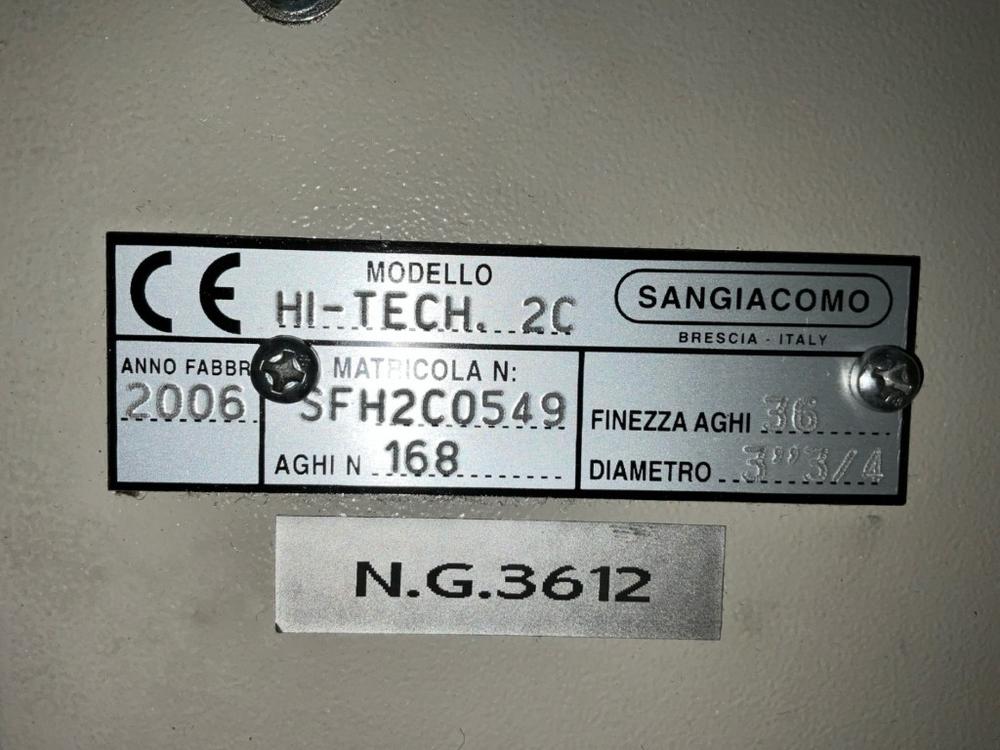 CE
MODELLO
HI-TECH. 2C
SANGIACOMO
BRESCIA - ITALY
ANNO FABBR
2006
MATRICOLA N:
SFH2C0549
AGHI N 168
FINEZZA AGHI 36
DIAMETRO 3"3/4
N.G.3612